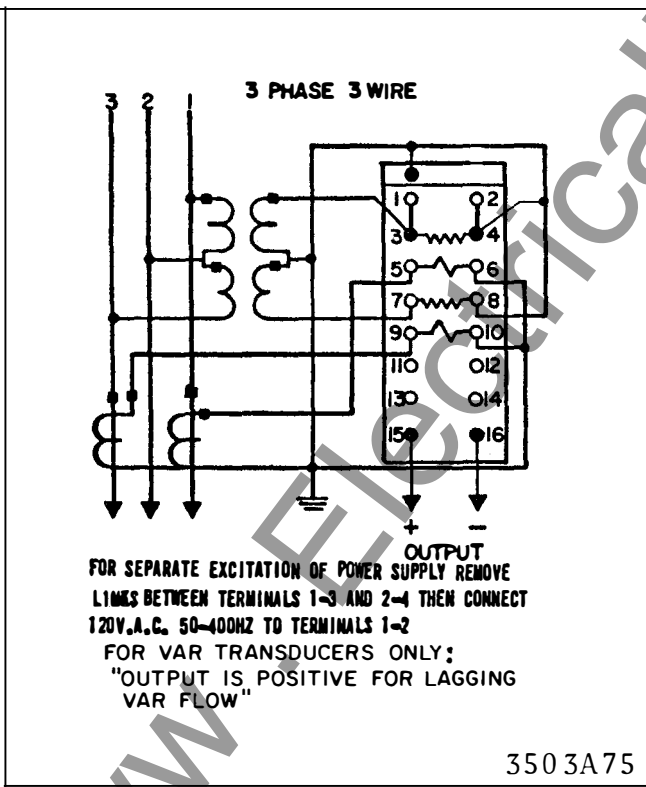 3 PHASE 3 WIRE
3 2 1
1 2
3 4
5 6
7 8
9 10
11 12
13 14
15 16
+ -
OUTPUT
FOR SEPARATE EXCITATION OF POWER SUPPLY REMOVE
LINKS BETWEEN TERMINALS 1-3 AND 2-4 THEN CONNECT
120V.A.C. 50-400HZ TO TERMINALS 1-2
FOR VAR TRANSDUCERS ONLY:
"OUTPUT IS POSITIVE FOR LAGGING
VAR FLOW"
3503A75
w . Electrica